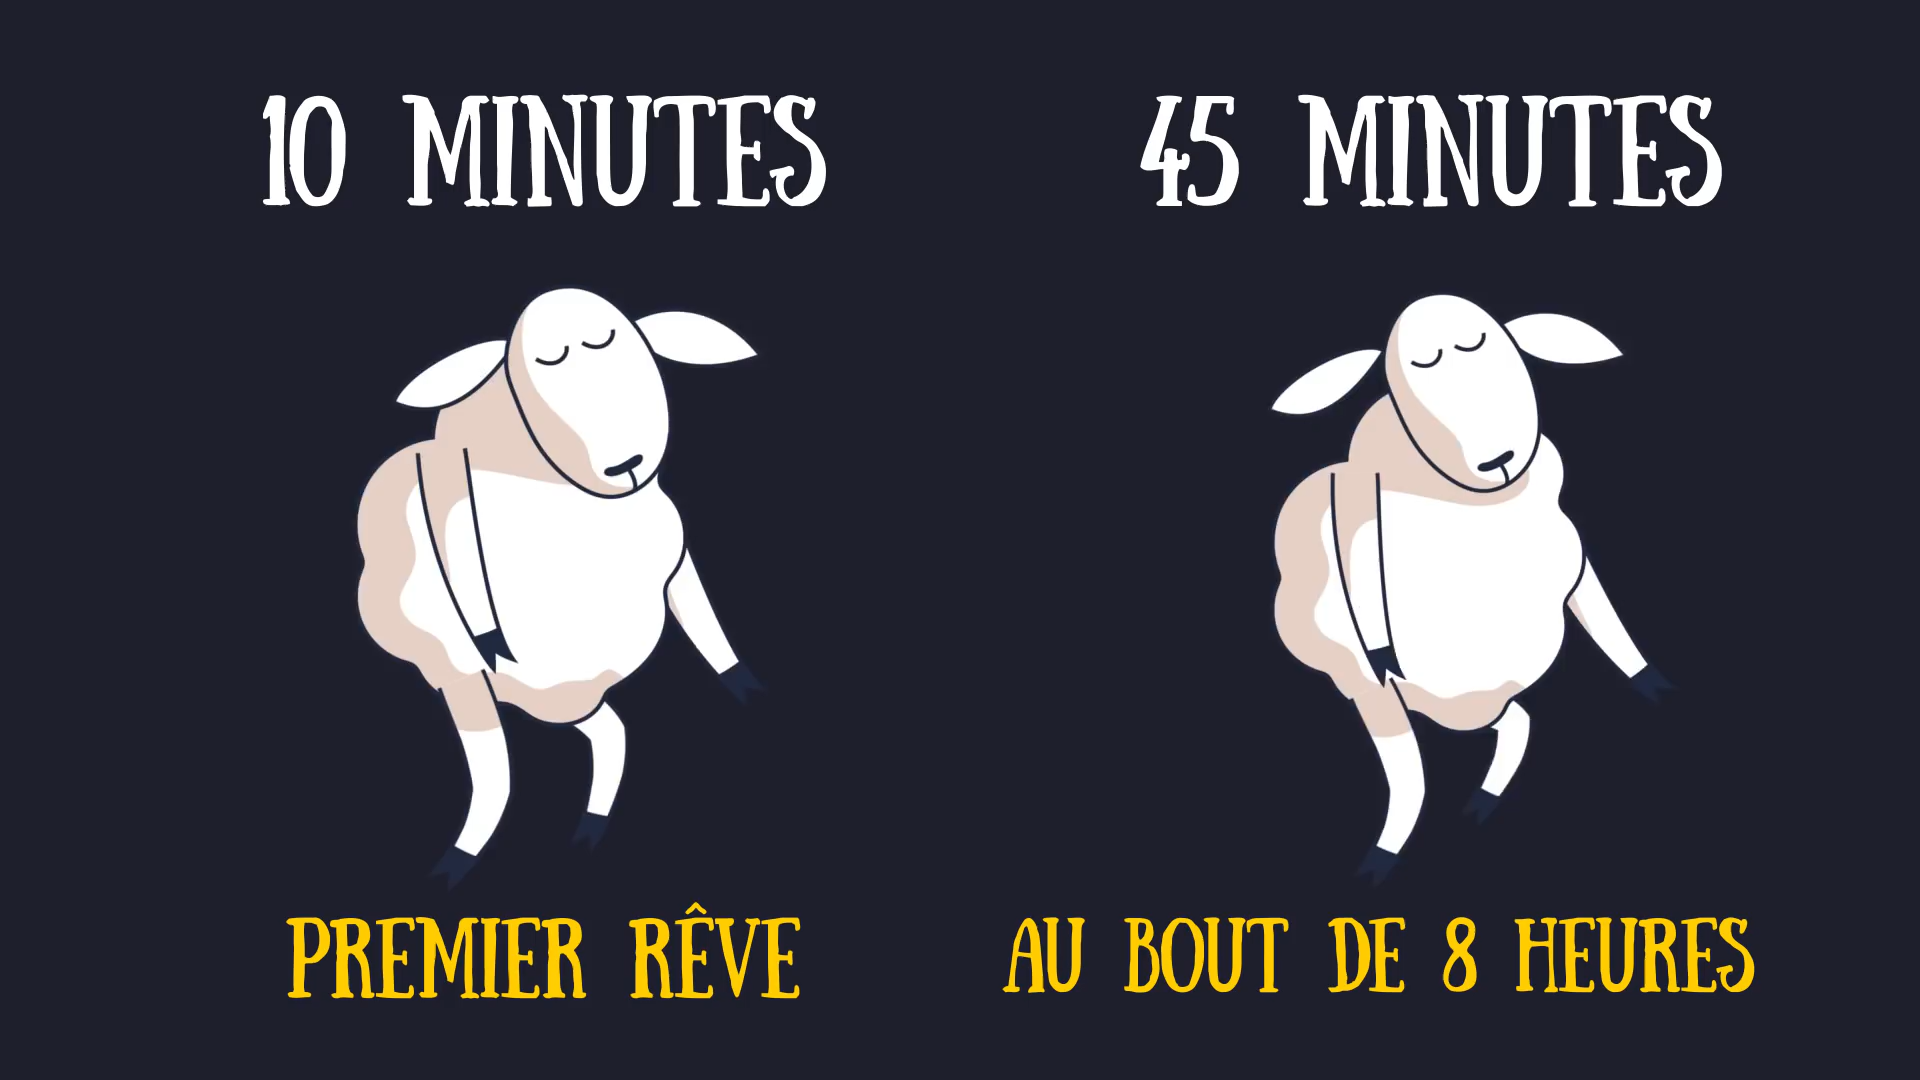 10 MINUTES
45 MINUTES
PREMIER RÊVE
AU BOUT DE 8 HEURES